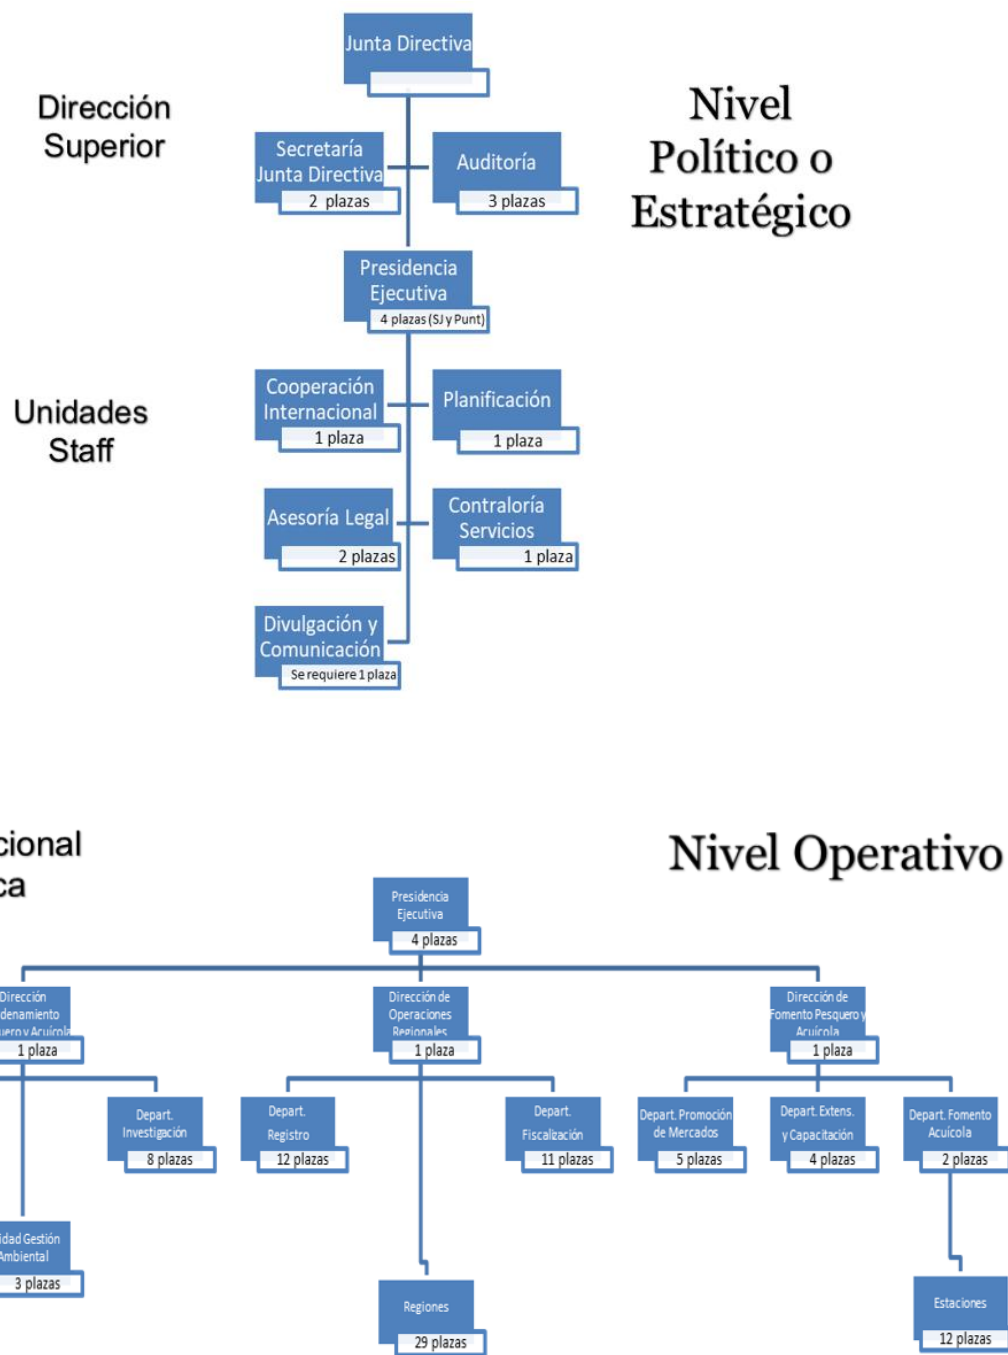 Junta Directiva
Dirección
Superior
Nivel
Político o
Estratégico
Secretaría
Junta Directiva
2 plazas
Auditoría
3 plazas
Presidencia
Ejecutiva
4 plazas (SJ y Punt)
Unidades
Staff
Cooperación
Internacional
1 plaza
Planificación
1 plaza
Asesoría Legal
2 plazas
Contraloría
Servicios
1 plaza
Divulgación y
Comunicación
Se requiere 1 plaza
cional
ca
Nivel Operativo
Presidencia
Ejecutiva
4 plazas
Dirección
denamiento
uero y Acuícola
1 plaza
Dirección de
Operaciones
Regionales
1 plaza
Dirección de
Fomento Pesquero y
Acuícola
1 plaza
Depart.
Investigación
8 plazas
Depart.
Registro
12 plazas
Depart.
Fiscalización
11 plazas
Depart. Promoción
de Mercados
5 plazas
Depart. Extens.
y Capacitación
4 plazas
Depart. Fomento
Acuícola
2 plazas
idad Gestión
Ambiental
3 plazas
Regiones
29 plazas
Estaciones
12 plazas